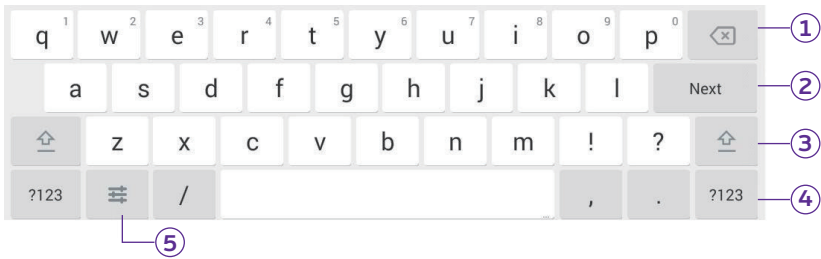 q 1 w 2 e 3 r 4 t 5 y 6 u 7 i 8 o 9 p 0 1
a s d f g h j k l Next 2
z x c v b n m ! ? 3
?123 / , . ?123 4
5